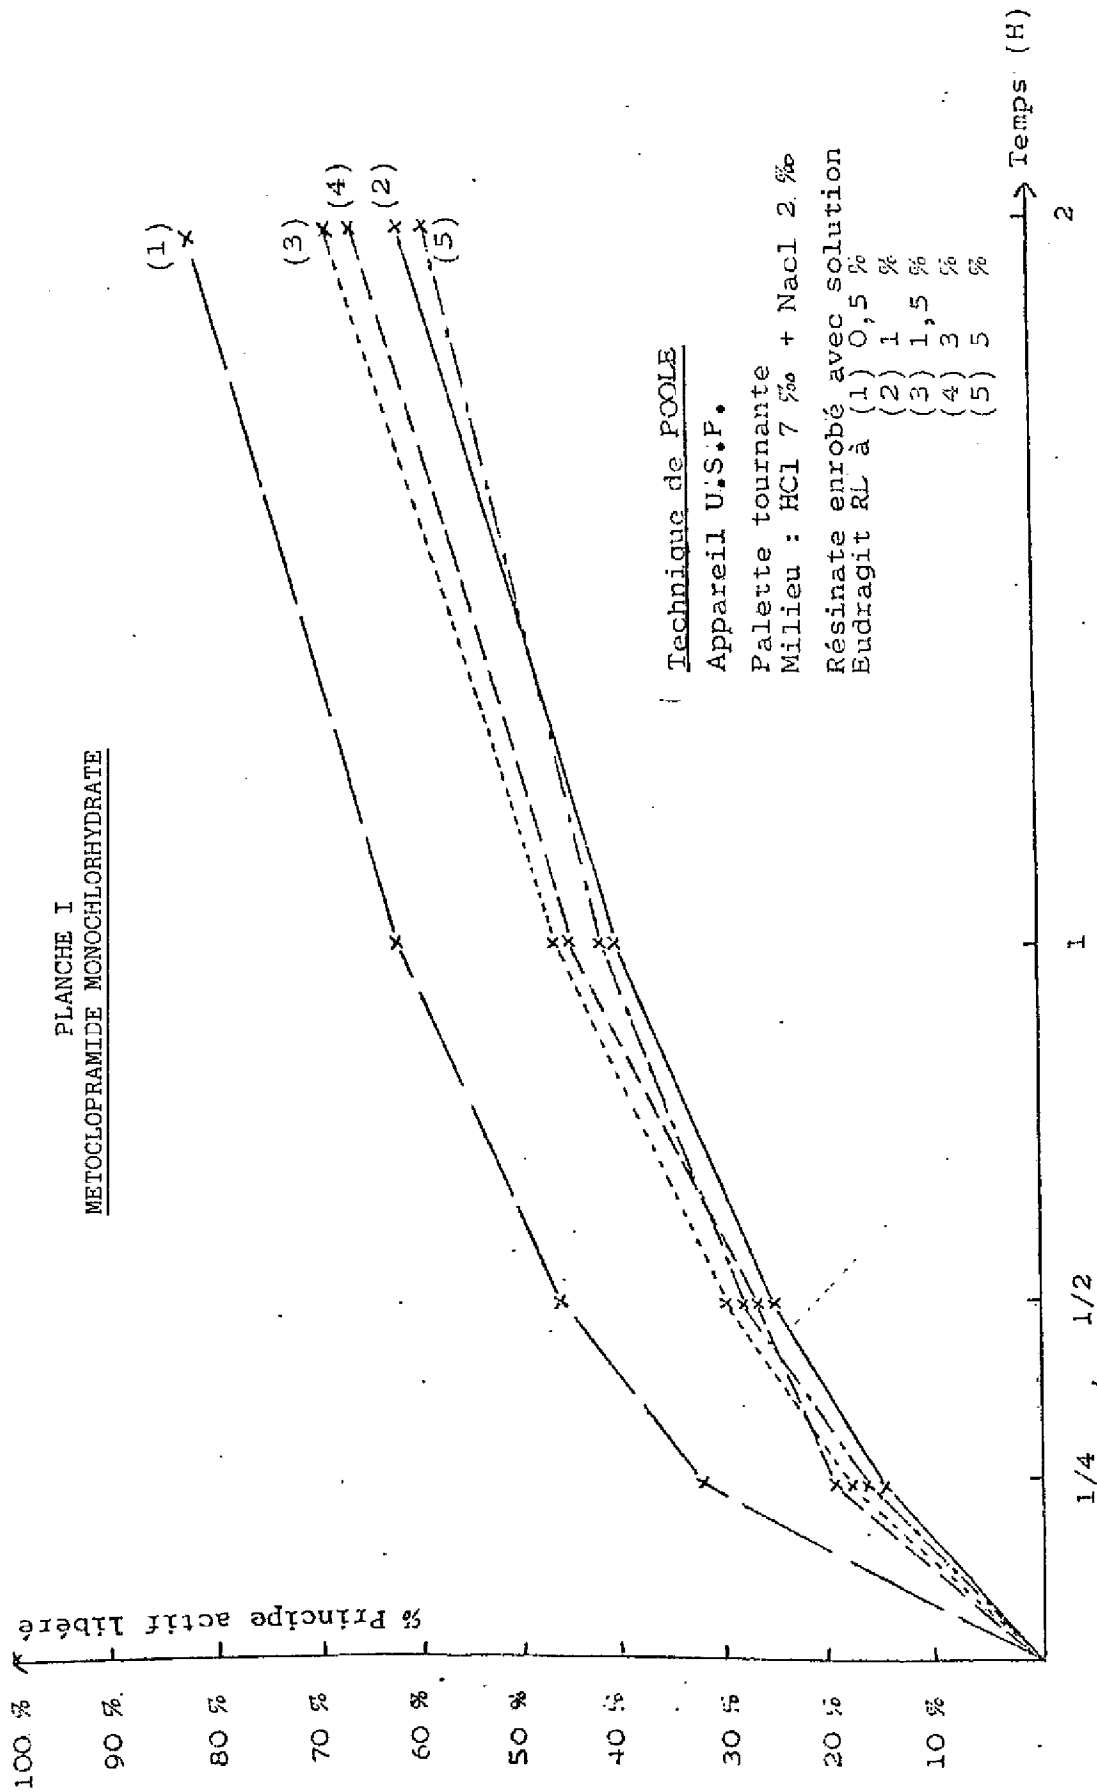 PLANCHE I
METOCLOPRAMIDE MONOCHLORHYDRATE
% Principe actif libéré
100 %
90 %
80 %
70 %
60 %
50 %
40 %
30 %
20 %
10 %
(1)
(3)
(4)
(2)
(5)
Technique de POOLE
Appareil U.S.P.
Palette tournante
Milieu : HCl 7 ‰ + Nacl 2 ‰
Résinate enrobé avec solution
Eudragit RL à (1) 0,5 %
(2) 1 %
(3) 1,5 %
(4) 3 %
(5) 5 %
1/4
1/2
1
2
Temps (H)